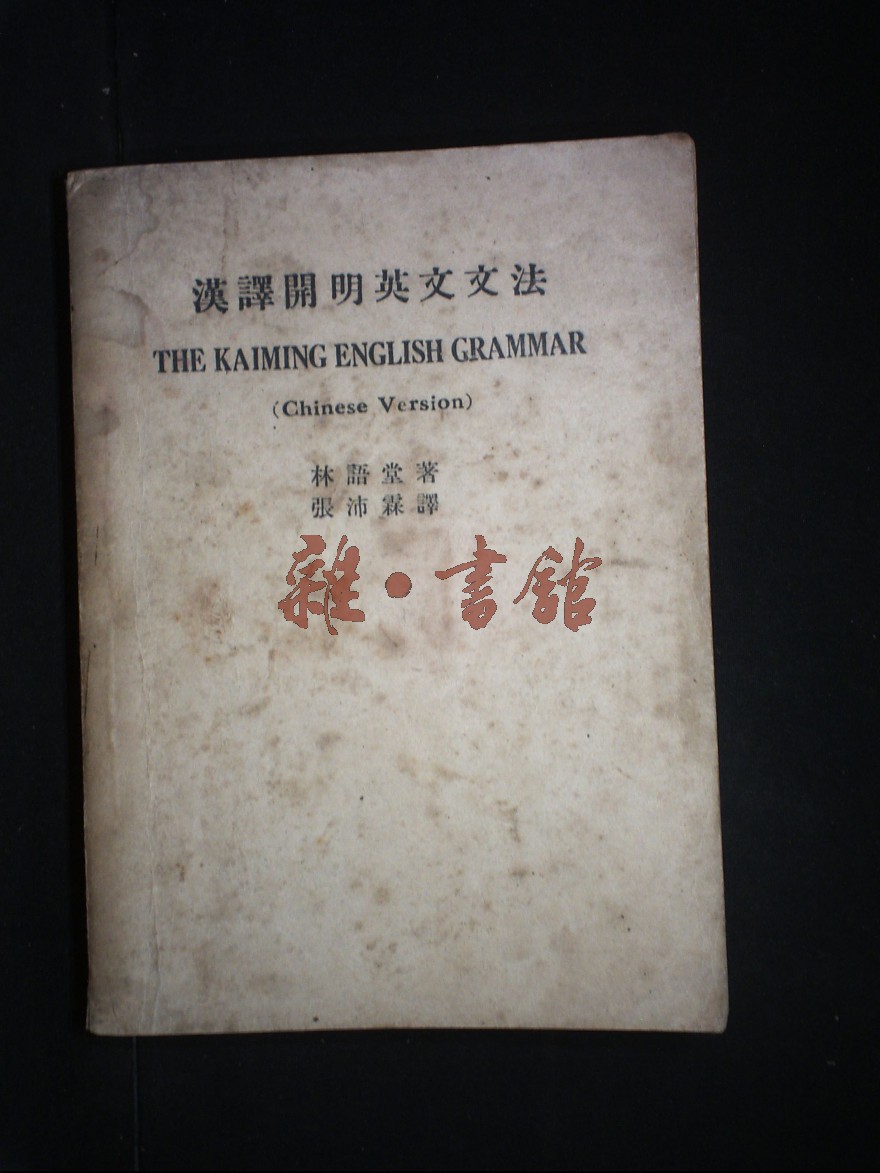 漢譯開明英文文法
THE KAIMING ENGLISH GRAMMAR
(Chinese Version)
林語堂著
張沛霖譯
雜·書館